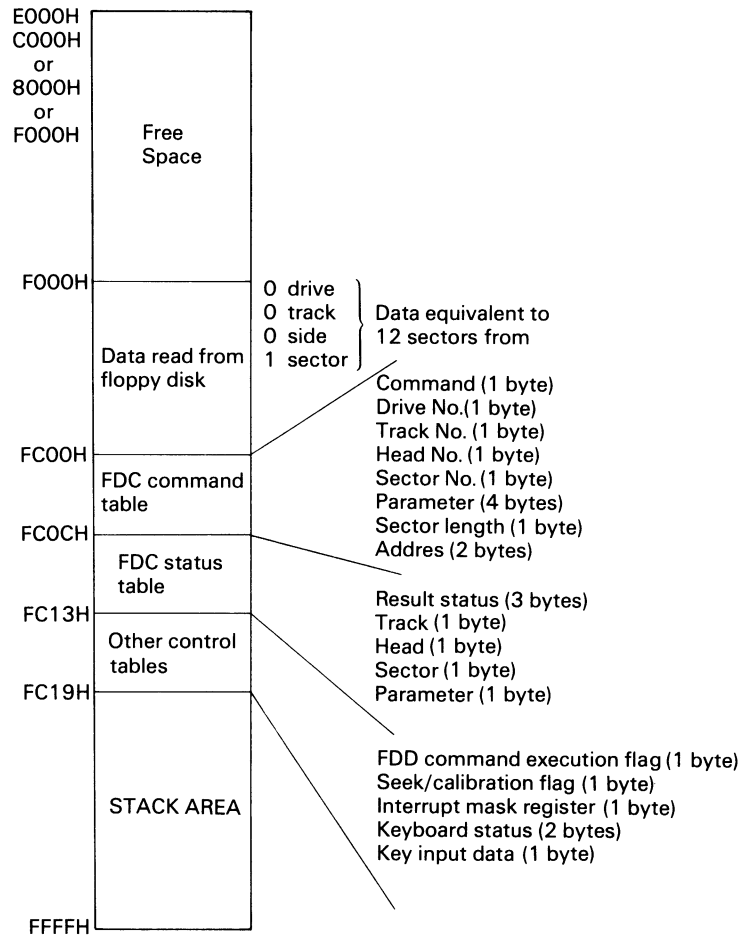 E000H
C000H
or
8000H
or
F000H
Free
Space
F000H
0 drive
0 track
0 side
1 sector
Data equivalent to
12 sectors from
Data read from
floppy disk
Command (1 byte)
Drive No.(1 byte)
Track No. (1 byte)
Head No. (1 byte)
Sector No. (1 byte)
Parameter (4 bytes)
Sector length (1 byte)
Addres (2 bytes)
FC00H
FDC command
table
FC0CH
FDC status
table
Result status (3 bytes)
Track (1 byte)
Head (1 byte)
Sector (1 byte)
Parameter (1 byte)
FC13H
Other control
tables
FC19H
FDD command execution flag (1 byte)
Seek/calibration flag (1 byte)
Interrupt mask register (1 byte)
Keyboard status (2 bytes)
Key input data (1 byte)
STACK AREA
FFFFH